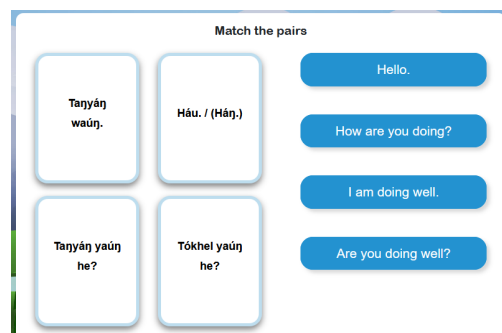 Match the pairs
Taŋyáŋ
waúŋ.
Háu. / (Háŋ.)
Taŋyáŋ yaúŋ
he?
Tókhel yaúŋ
he?
Hello.
How are you doing?
I am doing well.
Are you doing well?